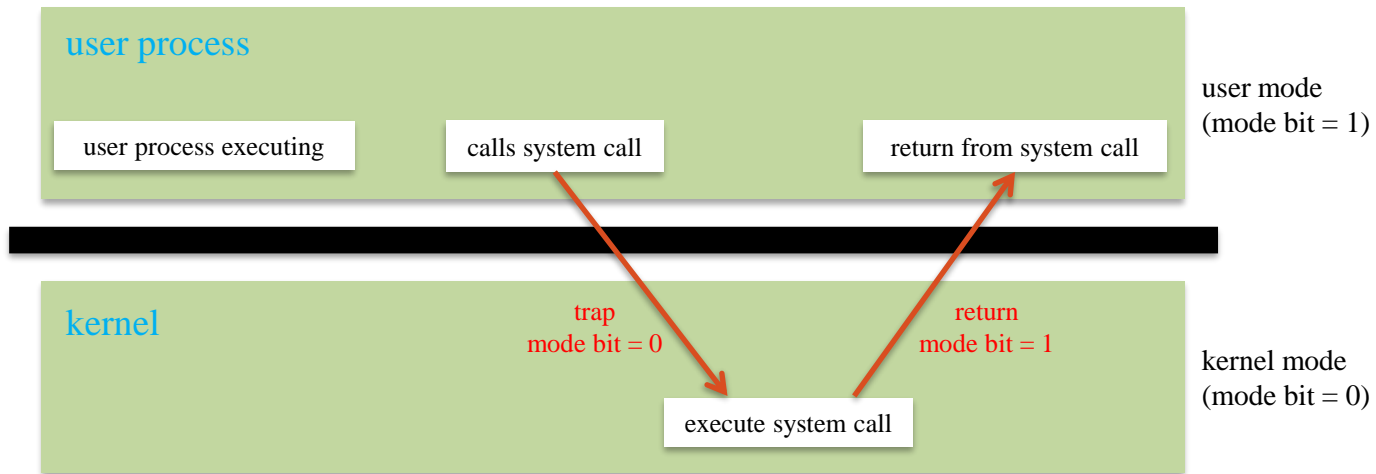 user process
user mode
(mode bit = 1)
user process executing
calls system call
return from system call
kernel
trap
mode bit = 0
return
mode bit = 1
kernel mode
(mode bit = 0)
execute system call